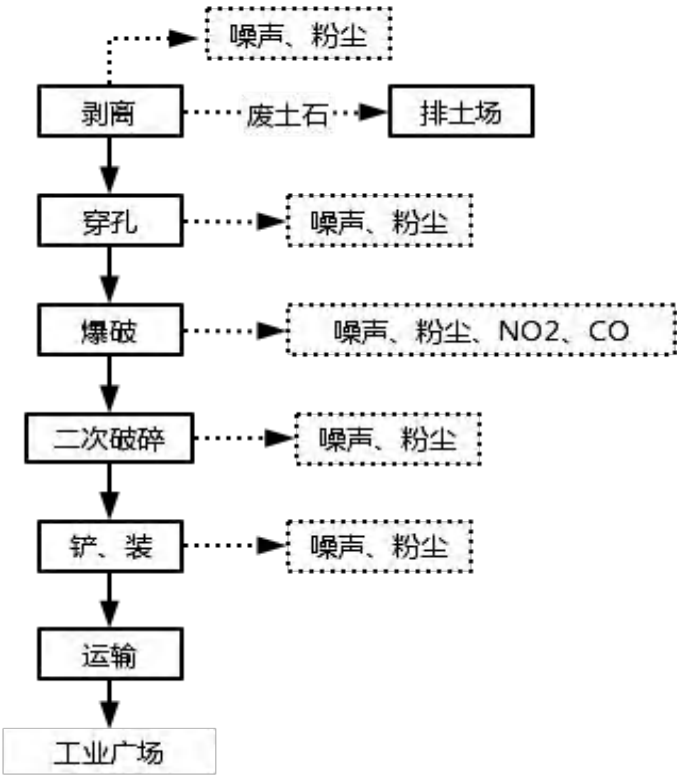 噪声、粉尘
剥离
废土石
排土场
穿孔
噪声、粉尘
爆破
噪声、粉尘、NO2、CO
二次破碎
噪声、粉尘
铲、装
噪声、粉尘
运输
工业广场